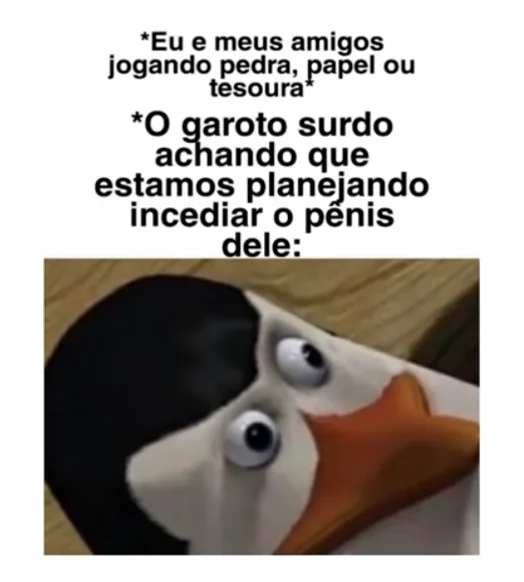 *Eu e meus amigos
jogando pedra, papel ou
tesoura*
*O garoto surdo
achando que
estamos planejando
incediar o pênis
dele: